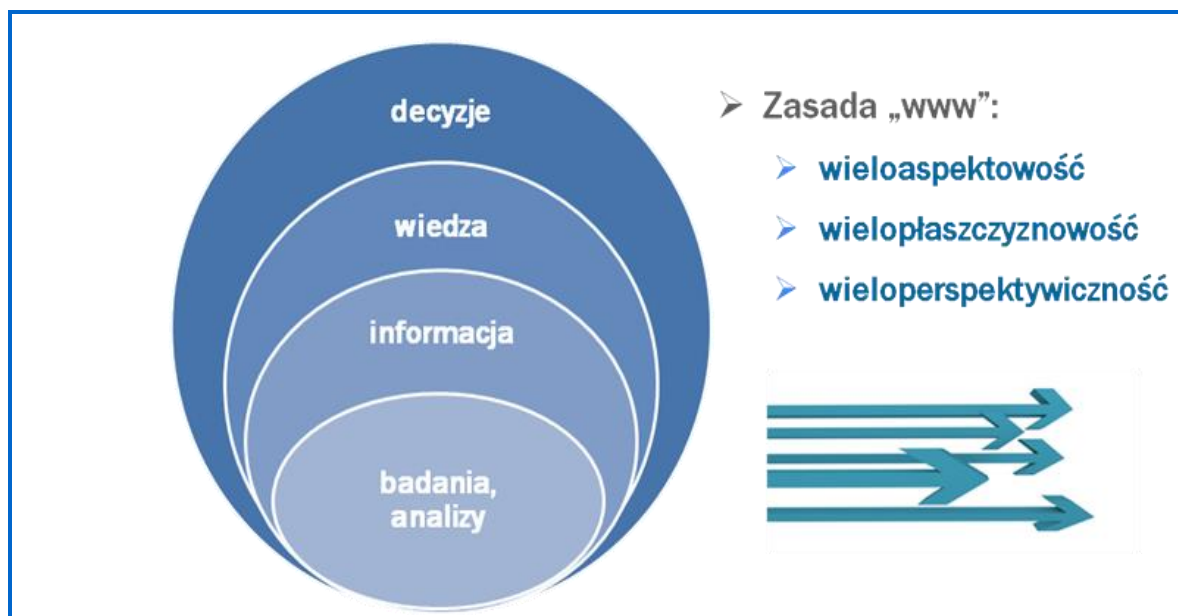 decyzje
wiedza
informacja
badania,
analizy
Zasada „www”:
wieloaspektowość
wielopłaszczyznowość
wieloperspektywiczność